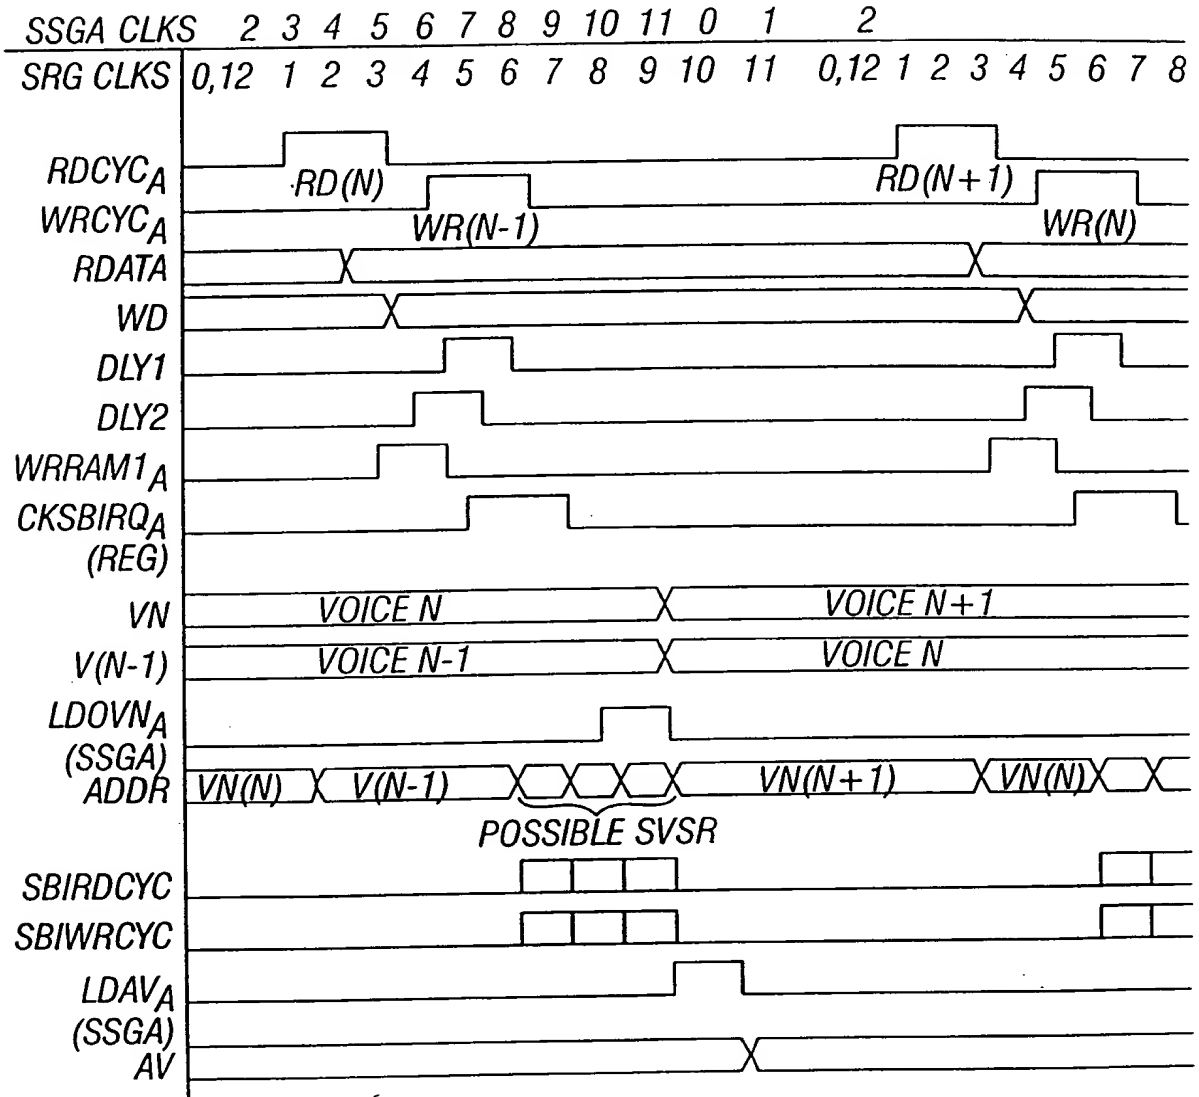 SSGA CLKS 2 3 4 5 6 7 8 9 10 11 0 1 2
SRG CLKS 0,12 1 2 3 4 5 6 7 8 9 10 11 0,12 1 2 3 4 5 6 7 8
RDCYCA RD(N) RD(N+1)
WRCYCA WR(N-1) WR(N)
RDATA
WD
DLY1
DLY2
WRRAM1A
CKSBIRQA
(REG)
VN VOICE N VOICE N+1
V(N-1) VOICE N-1 VOICE N
LDOVNA
(SSGA)
ADDR VN(N) V(N-1) VN(N+1) VN(N)
POSSIBLE SVSR
SBIRDCYC
SBIWRCYC
LDAVA
(SSGA)
AV